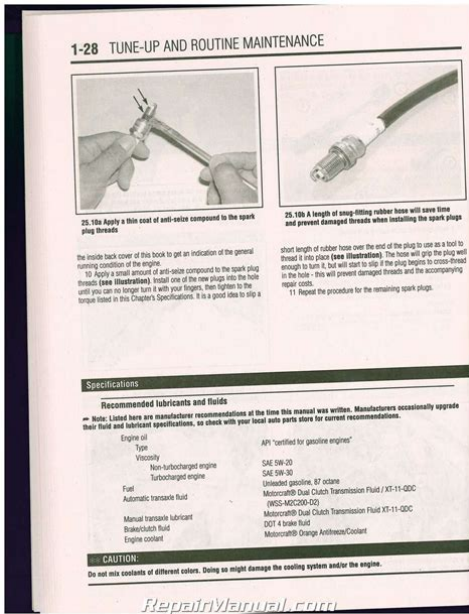 1-28 TUNE-UP AND ROUTINE MAINTENANCE
25.10a Apply a thin coat of anti-seize compound to the spark
plug threads
25.10b A length of snug-fitting rubber hose will save time
and prevent damaged threads when installing the spark plugs
the inside back cover of this book to get an indication of the general
running condition of the engine.
10 Apply a small amount of anti-seize compound to the spark plug
threads (see illustration). Install one of the new plugs into the hole
until you can no longer turn it with your fingers, then tighten to the
torque listed in this Chapter's Specifications. It is a good idea to slip a
short length of rubber hose over the end of the plug to use as a tool to
thread it into place (see illustration). The hose will grip the plug well
enough to turn it, but will start to slip if the plug begins to cross-thread
in the hole - this will prevent damaged threads and the accompanying
repair costs.
11 Repeat the procedure for the remaining spark plugs.
Specifications
Recommended lubricants and fluids
Note: Listed here are manufacturer recommendations at the time this manual was written. Manufacturers occasionally upgrade
their fluid and lubricant specifications, so check with your local auto parts store for current recommendations.
Engine oil
Type API "certified for gasoline engines"
Viscosity
Non-turbocharged engine SAE 5W-20
Turbocharged engine SAE 5W-30
Fuel Unleaded gasoline, 87 octane
Automatic transaxle fluid Motorcraft® Dual Clutch Transmission Fluid / XT-11-QDC
(WSS-M2C200-D2)
Manual transaxle lubricant Motorcraft® Dual Clutch Transmission Fluid XT-11-QDC
Brake/clutch fluid DOT 4 brake fluid
Engine coolant Motorcraft® Orange Antifreeze/Coolant
CAUTION:
Do not mix coolants of different colors. Doing so might damage the cooling system and/or the engine.
RepairManual.com